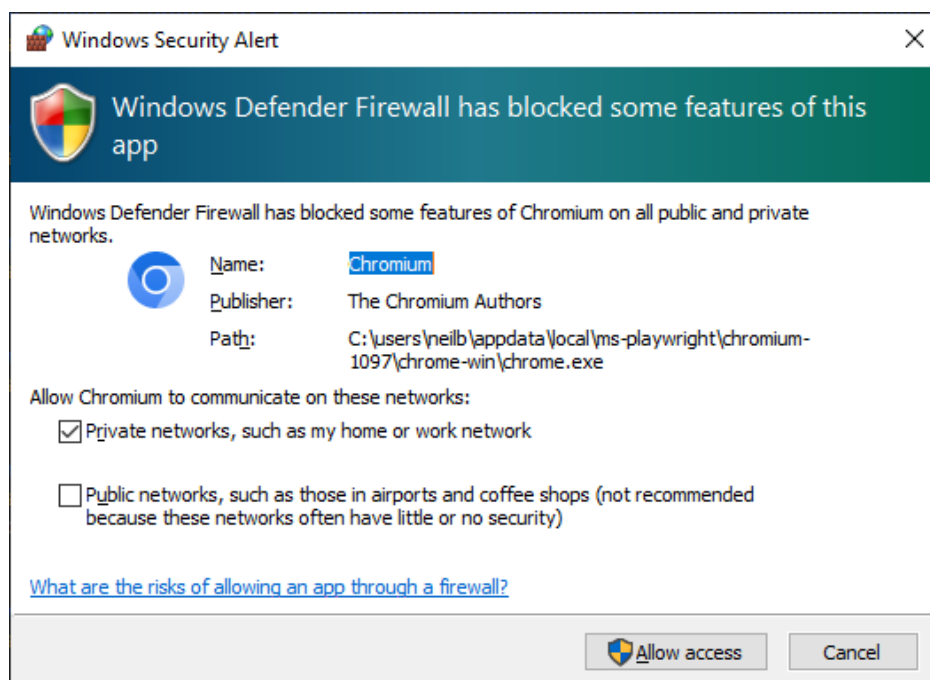 Windows Security Alert
Windows Defender Firewall has blocked some features of this
app
Windows Defender Firewall has blocked some features of Chromium on all public and private
networks.
Name: Chromium
Publisher: The Chromium Authors
Path: C:\users\neilb\appdata\local\ms-playwright\chromium-
1097\chrome-win\chrome.exe
Allow Chromium to communicate on these networks:
Private networks, such as my home or work network
Public networks, such as those in airports and coffee shops (not recommended
because these networks often have little or no security)
What are the risks of allowing an app through a firewall?
Allow access Cancel